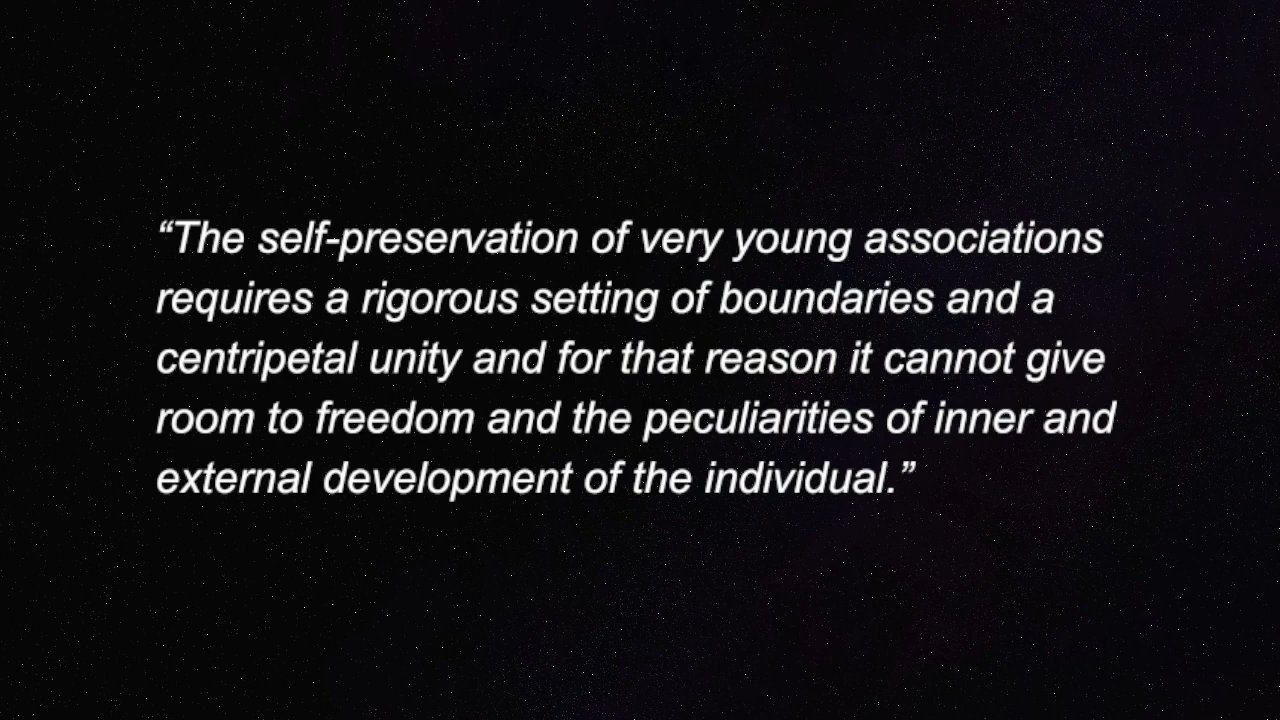 “The self-preservation of very young associations
requires a rigorous setting of boundaries and a
centripetal unity and for that reason it cannot give
room to freedom and the peculiarities of inner and
external development of the individual.”